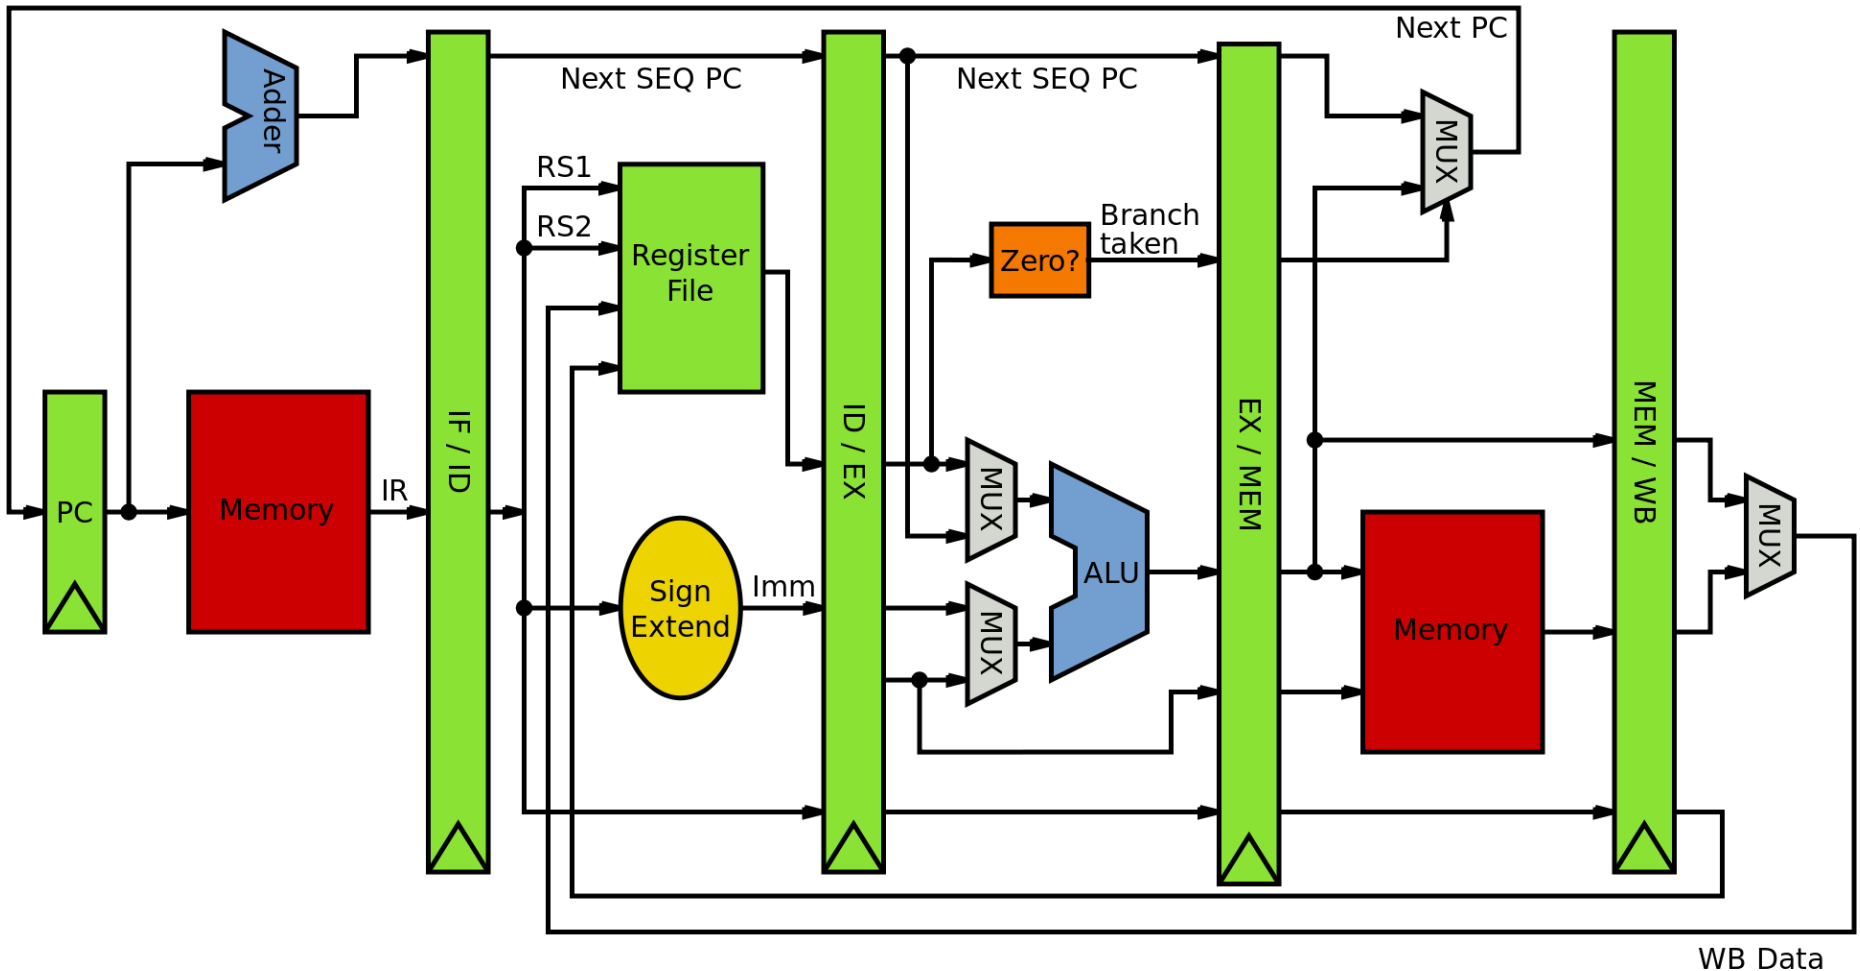 Next PC
Adder
Next SEQ PC
Next SEQ PC
MUX
RS1
RS2
Register
File
Branch
taken
Zero?
PC
Memory
IR
IF / ID
ID / EX
EX / MEM
MEM / WB
MUX
MUX
Sign
Extend
Imm
ALU
MUX
Memory
WB Data